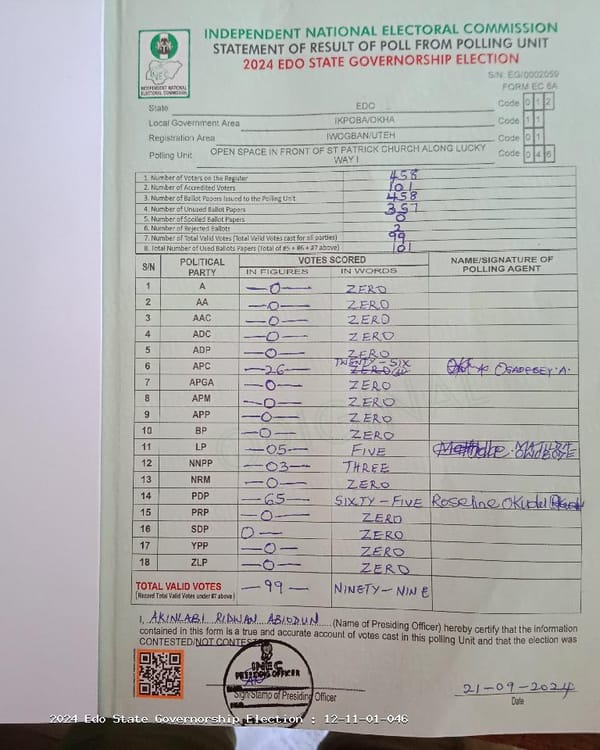 INDEPENDENT NATIONAL ELECTORAL COMMISSION
STATEMENT OF RESULT OF POLL FROM POLLING UNIT
2024 EDO STATE GOVERNORSHIP ELECTION
INEC
INDEPENDENT NATIONAL
ELECTORAL COMMISSION
S/N: EG/0002059
FORM EC 8A
State EDO Code 0 1 2
Local Government Area IKPOBA/OKHA Code 1 1
Registration Area IWOGBAN/UTEH Code 0 1
Polling Unit OPEN SPACE IN FRONT OF ST PATRICK CHURCH ALONG LUCKY WAY I Code 0 4 6
1. Number of Voters on the Register 458
2. Number of Accredited Voters 101
3. Number of Ballot Papers Issued to the Polling Unit 458
4. Number of Unused Ballot Papers 357
5. Number of Spoiled Ballot Papers 0
6. Number of Rejected Ballots 2
7. Number of Total Valid Votes (Total Valid Votes cast for all parties) 99
8. Total Number of Used Ballots Papers (Total of #5 + #6 + #7 above) 101
S/N POLITICAL PARTY VOTES SCORED NAME/SIGNATURE OF POLLING AGENT
IN FIGURES IN WORDS
1 A —0— ZERO
2 AA —0— ZERO
3 AAC —0— ZERO
4 ADC —0— ZERO
5 ADP —0— ZERO
6 APC —26— TWENTY-SIX ZERO OSADEBEY.A.
7 APGA —0— ZERO
8 APM —0— ZERO
9 APP —0— ZERO
10 BP —0— ZERO
11 LP —05— FIVE
12 NNPP —03— THREE
13 NRM —0— ZERO
14 PDP —65— SIXTY-FIVE Roseline
15 PRP —0— ZERO
16 SDP 0— ZERO
17 YPP —0— ZERO
18 ZLP —0— ZERO
TOTAL VALID VOTES —99— NINETY-NINE
(Record Total Valid Votes under #7 above)
I, AKINLABI RIDWAN ABIODUN (Name of Presiding Officer) hereby certify that the information
contained in this form is a true and accurate account of votes cast in this polling Unit and that the election was
CONTESTED/NOT CONTESTED
INEC
PRESIDING OFFICER
Sign/Stamp of Presiding Officer
21-09-2024
Date
2024 Edo State Governorship Election : 12-11-01-046